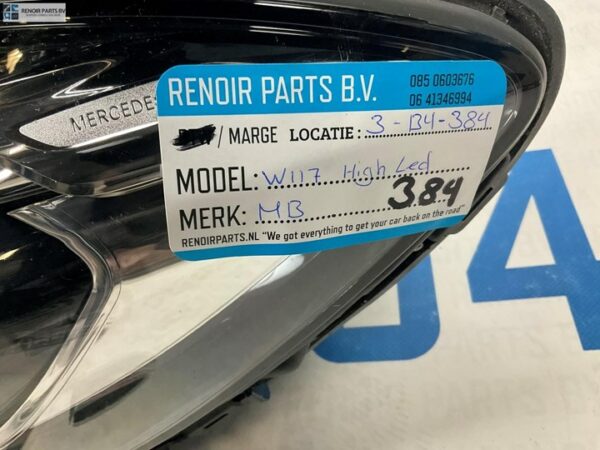 RENOIR PARTS BV
MERCEDES
RENOIR PARTS B.V.
085 0603676
06 41346994
/ MARGE LOCATIE: 3-B4-384
MODEL: W117 High Led
384
MERK: MB
RENOIRPARTS.NL "We got everything to get your car back on the road"
04